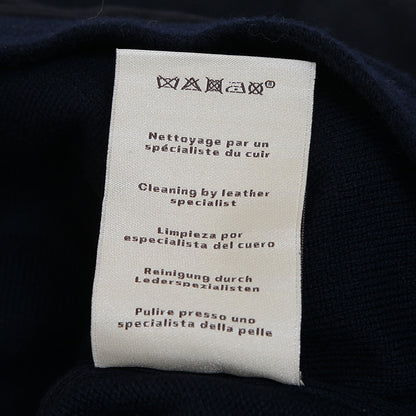 Nettoyage par un
spécialiste du cuir
Cleaning by leather
specialist
Limpieza por
especialista del cuero
Reinigung durch
Lederspezialisten
Pulire presso uno
specialista della pelle